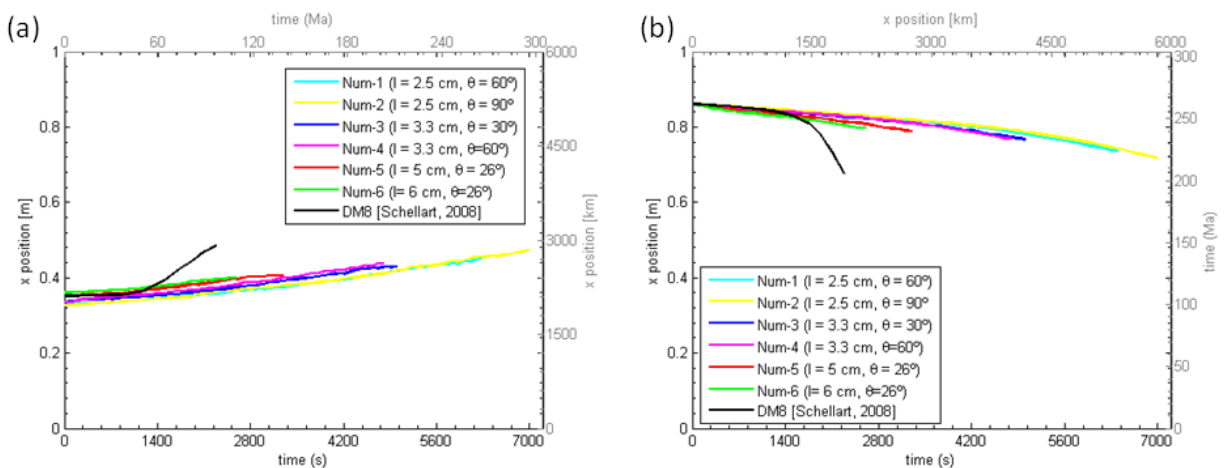 (a)
time (Ma)
0 60 120 180 240 300
1
0.8
0.6
0.4
0.2
0
x position [m]
6000
4500
3000
1500
0
x position [km]
Num-1 (l = 2.5 cm, θ = 60º)
Num-2 (l = 2.5 cm, θ = 90º
Num-3 (l = 3.3 cm, θ = 30º)
Num-4 (l = 3.3 cm, θ=60º)
Num-5 (l = 5 cm, θ = 26º)
Num-6 (l= 6 cm, θ=26º)
DM8 [Schellart, 2008]
0 1400 2800 4200 5600 7000
time (s)
(b)
x position [km]
0 1500 3000 4500 6000
1
0.8
0.6
0.4
0.2
0
x position [m]
300
250
200
150
100
50
0
time (Ma)
Num-1 (l = 2.5 cm, θ = 60º)
Num-2 (l = 2.5 cm, θ = 90º
Num-3 (l = 3.3 cm, θ = 30º)
Num-4 (l = 3.3 cm, θ=60º)
Num-5 (l = 5 cm, θ = 26º)
Num-6 (l= 6 cm, θ=26º)
DM8 [Schellart, 2008]
0 1400 2800 4200 5600 7000
time (s)